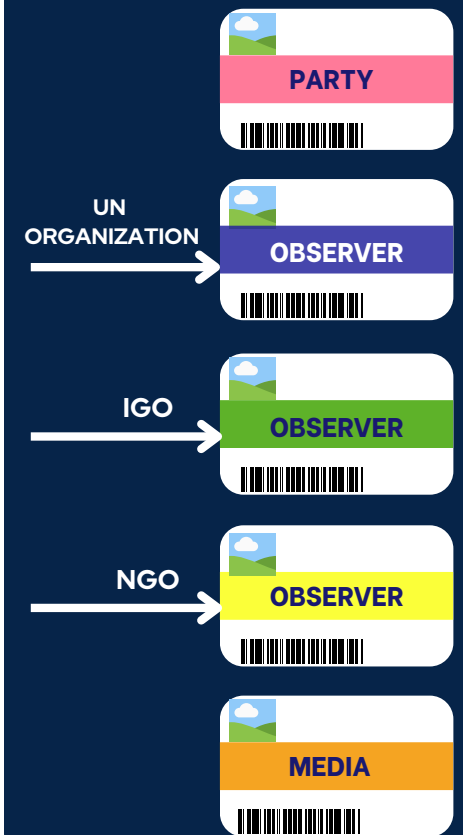 PARTY
UN
ORGANIZATION
OBSERVER
IGO
OBSERVER
NGO
OBSERVER
MEDIA